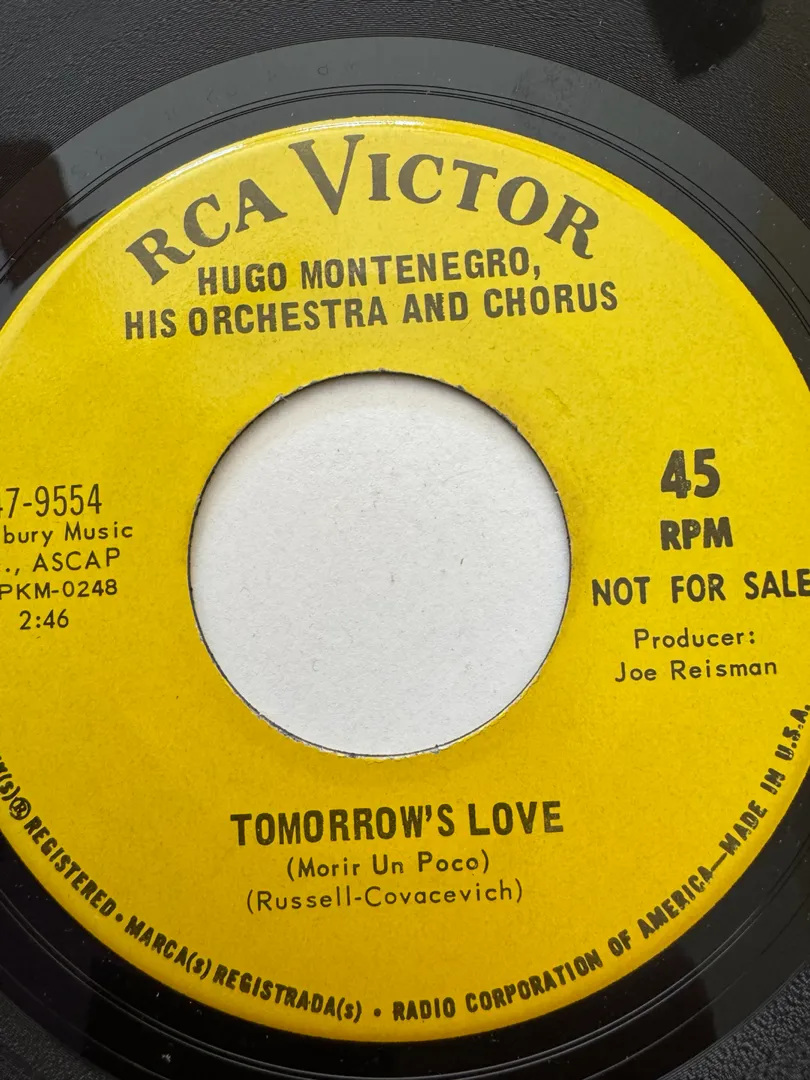 RCA VICTOR
HUGO MONTENEGRO,
HIS ORCHESTRA AND CHORUS
47-9554
bury Music
., ASCAP
PKM-0248
2:46
45
RPM
NOT FOR SALE
Producer:
Joe Reisman
TOMORROW'S LOVE
(Morir Un Poco)
(Russell-Covacevich)
(s)® REGISTERED • MARCA(s) REGISTRADA(s) • RADIO CORPORATION OF AMERICA—MADE IN U.S.A.